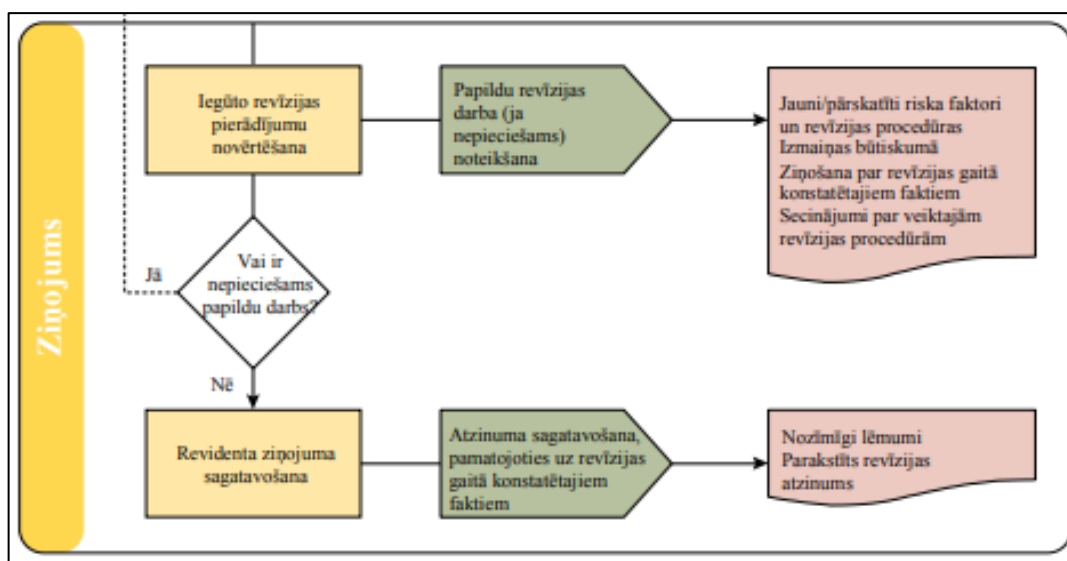 Ziņojums
Iegūto revīzijas
pierādījumu
novērtēšana
Papildu revīzijas
darba (ja
nepieciešams)
noteikšana
Jauni/pārskatīti riska faktori
un revīzijas procedūras
Izmaiņas būtiskumā
Ziņošana par revīzijas gaitā
konstatētajiem faktiem
Secinājumi par veiktajām
revīzijas procedūrām
Jā
Vai ir
nepieciešams
papildu darbs?
Nē
Revidenta ziņojuma
sagatavošana
Atzinuma sagatavošana,
pamatojoties uz revīzijas
gaitā konstatētajiem
faktiem
Nozīmīgi lēmumi
Parakstīts revīzijas
atzinums